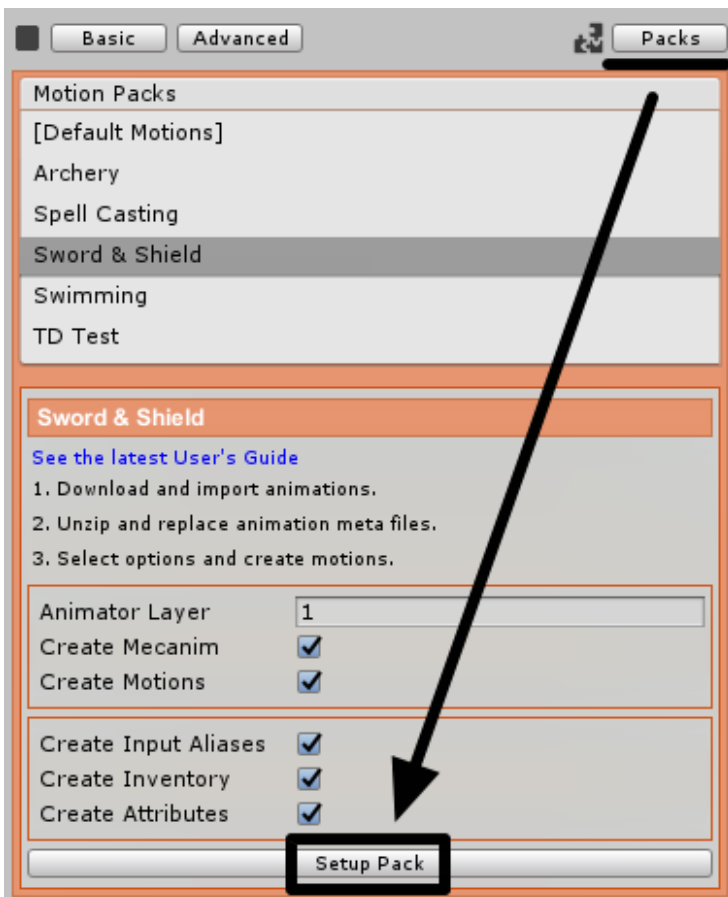 Basic Advanced Packs
Motion Packs
[Default Motions]
Archery
Spell Casting
Sword & Shield
Swimming
TD Test
Sword & Shield
See the latest User's Guide
1. Download and import animations.
2. Unzip and replace animation meta files.
3. Select options and create motions.
Animator Layer 1
Create Mecanim
Create Motions
Create Input Aliases
Create Inventory
Create Attributes
Setup Pack